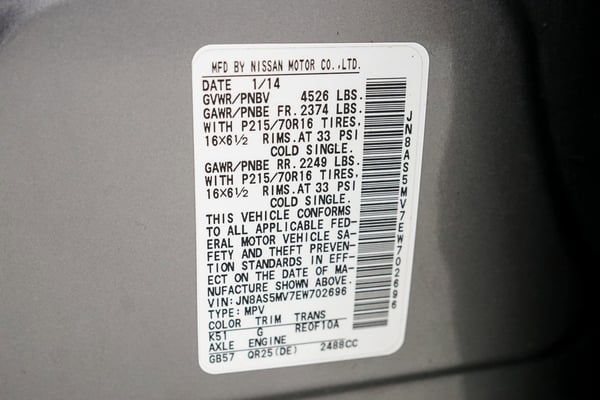 MFD BY NISSAN MOTOR CO.,LTD.
DATE 1/14
GVWR/PNBV 4526 LBS.
GAWR/PNBE FR. 2374 LBS.
WITH P215/70R16 TIRES,
16X6½ RIMS.AT 33 PSI
COLD SINGLE.
GAWR/PNBE RR. 2249 LBS.
WITH P215/70R16 TIRES,
16X6½ RIMS.AT 33 PSI
COLD SINGLE.
THIS VEHICLE CONFORMS
TO ALL APPLICABLE FED-
ERAL MOTOR VEHICLE SA-
FETY AND THEFT PREVEN-
TION STANDARDS IN EFF-
ECT ON THE DATE OF MA-
NUFACTURE SHOWN ABOVE.
VIN: JN8AS5MV7EW702696
TYPE: MPV
COLOR TRIM TRANS
K51 G RE0F10A
AXLE ENGINE
GB57 QR25(DE) 2488CC
JN8AS5MV7EW702696